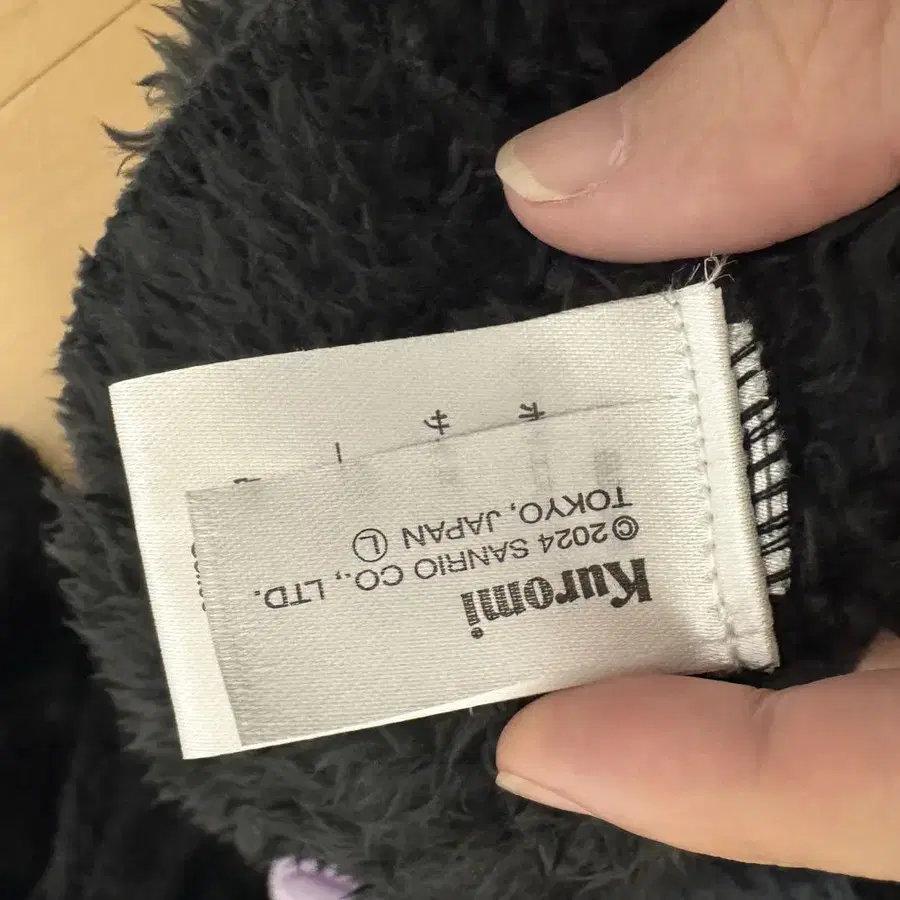 Kuromi
©2024 SANRIO CO., LTD.
TOKYO, JAPAN Ⓛ